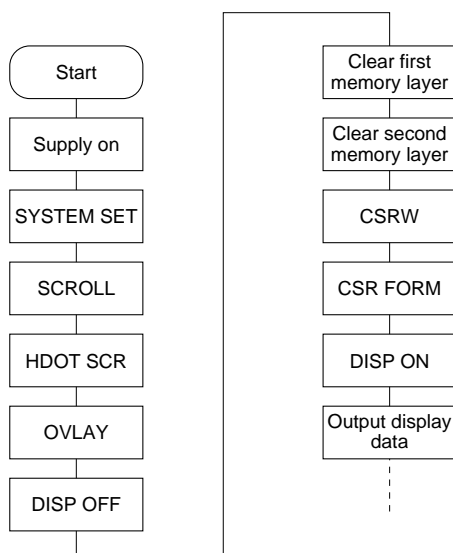 Start
Supply on
SYSTEM SET
SCROLL
HDOT SCR
OVLAY
DISP OFF
Clear first
memory layer
Clear second
memory layer
CSRW
CSR FORM
DISP ON
Output display
data